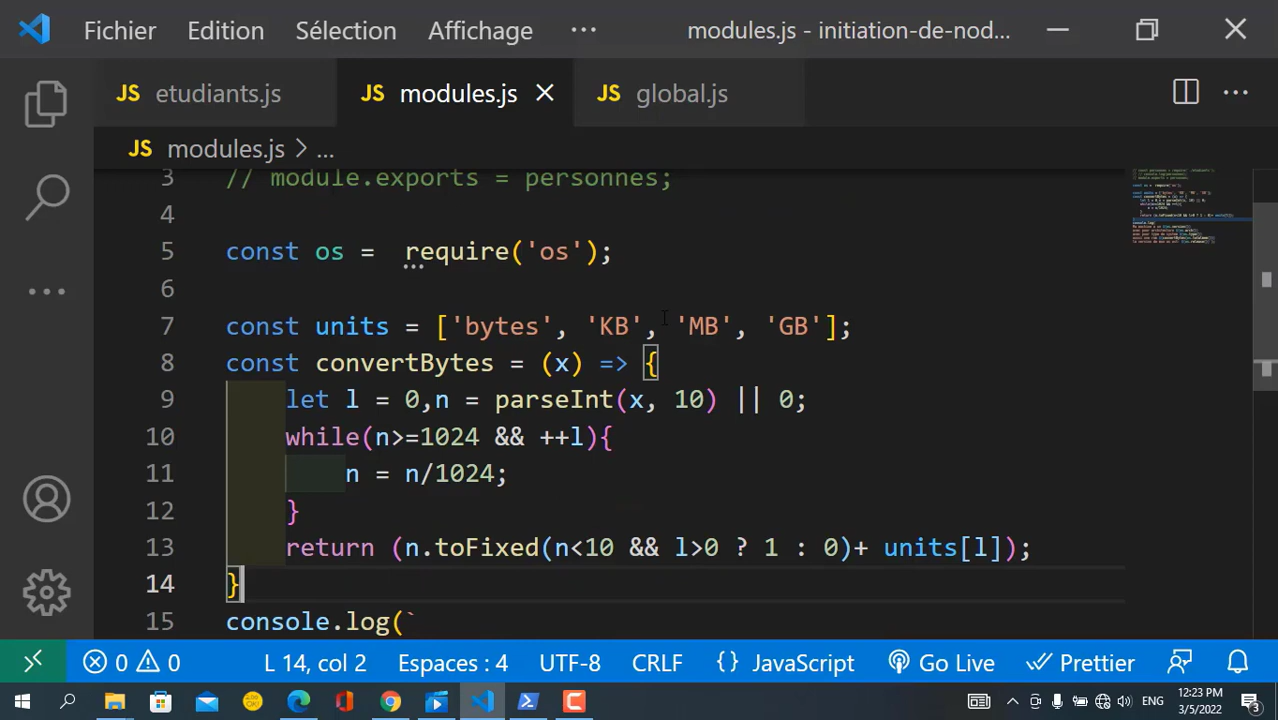 Fichier Edition Sélection Affichage ··· modules.js - initiation-de-nod...
JS etudiants.js JS modules.js JS global.js
JS modules.js > ...
3 // module.exports = personnes;
4
5 const os =  require('os');
6
7 const units = ['bytes', 'KB', 'MB', 'GB'];
8 const convertBytes = (x) => {
9 let l = 0,n = parseInt(x, 10) || 0;
10 while(n>=1024 && ++l){
11 n = n/1024;
12 }
13 return (n.toFixed(n<10 && l>0 ? 1 : 0)+ units[l]);
14 }
15 console.log(`
0 0 L 14, col 2 Espaces : 4 UTF-8 CRLF {} JavaScript Go Live Prettier
ENG 12:23 PM
3/5/2022 3